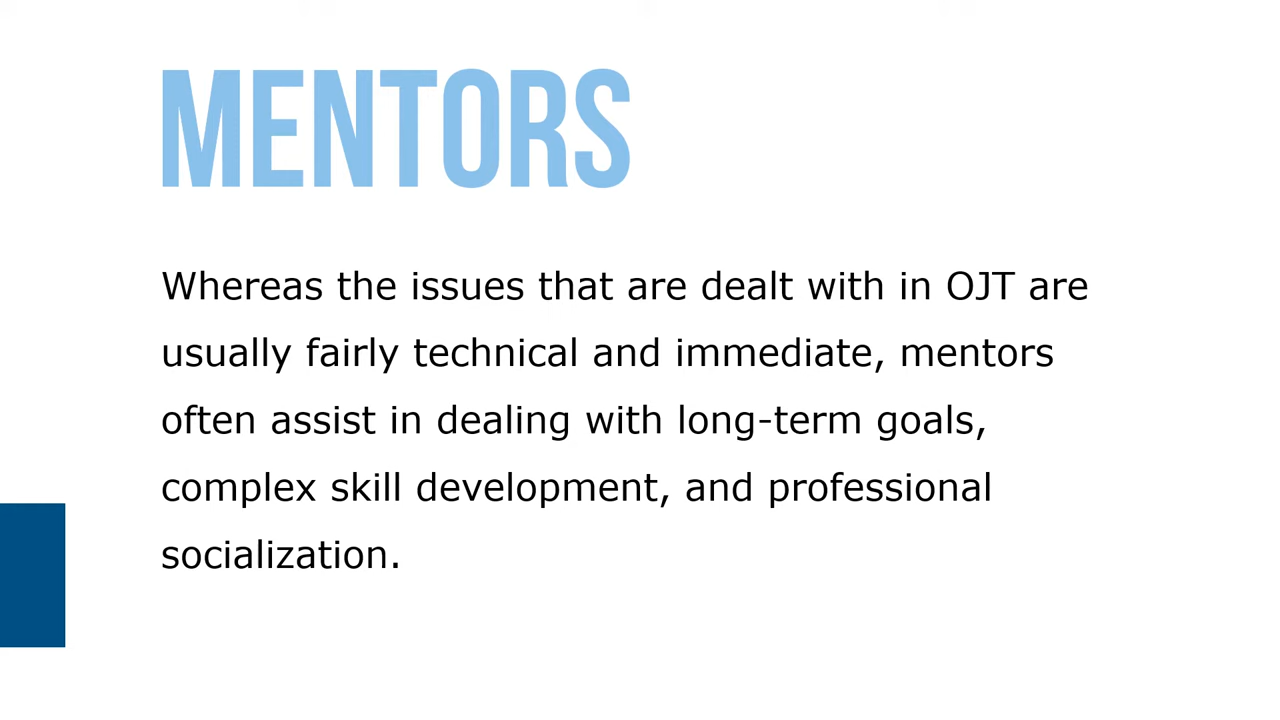 MENTORS
Whereas the issues that are dealt with in OJT are
usually fairly technical and immediate, mentors
often assist in dealing with long-term goals,
complex skill development, and professional
socialization.